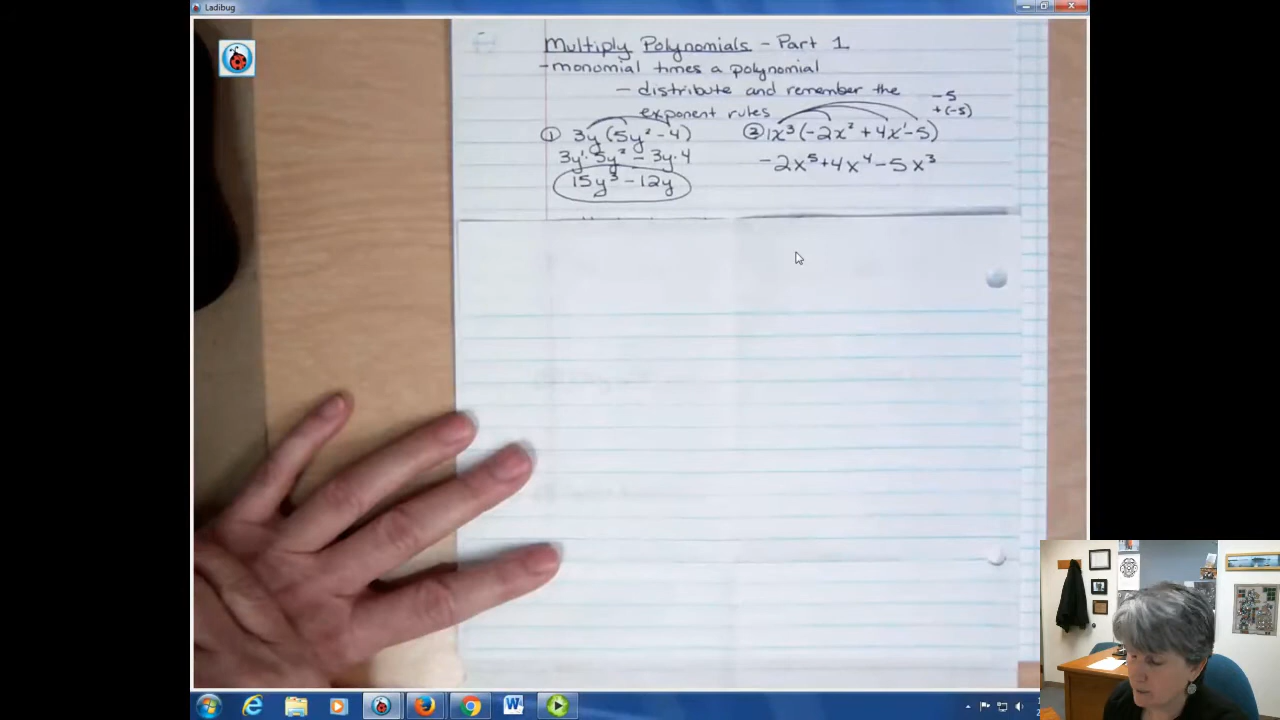 Ladibug
Multiply Polynomials - Part 1
- monomial times a polynomial
- distribute and remember the
exponent rules
-5
+(-5)
① 3y(5y² - 4)
3y¹·5y² - 3y·4
15y³ - 12y
② 1x³(-2x² + 4x¹ - 5)
-2x⁵ + 4x⁴ - 5x³